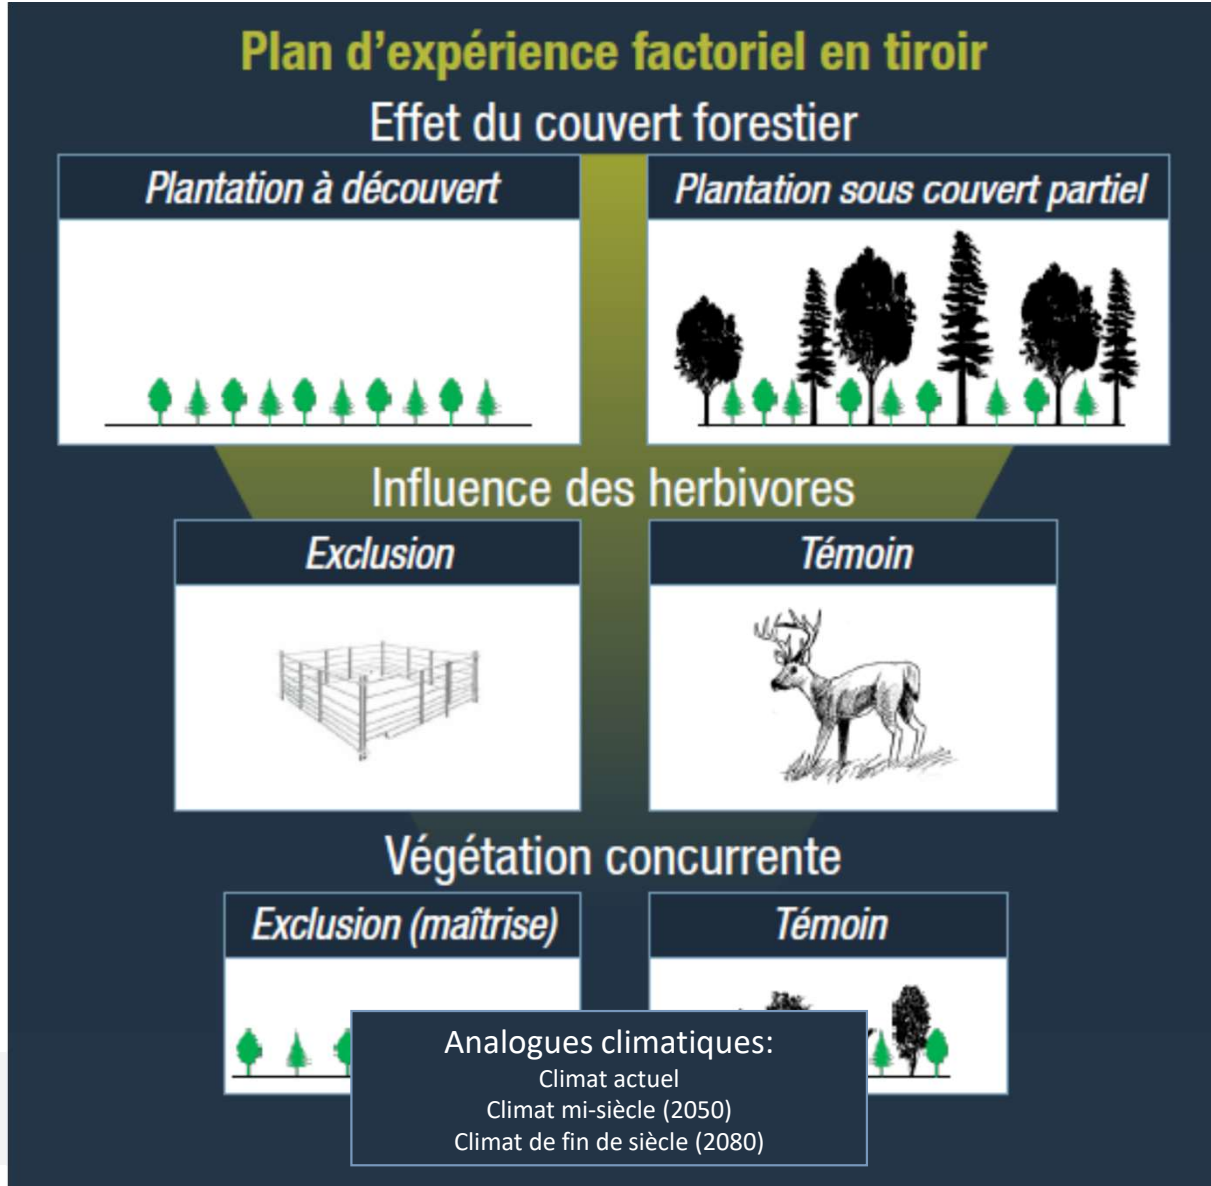 Plan d’expérience factoriel en tiroir
Effet du couvert forestier
Plantation à découvert
Plantation sous couvert partiel
Influence des herbivores
Exclusion
Témoin
Végétation concurrente
Exclusion (maîtrise)
Témoin
Analogues climatiques:
Climat actuel
Climat mi-siècle (2050)
Climat de fin de siècle (2080)